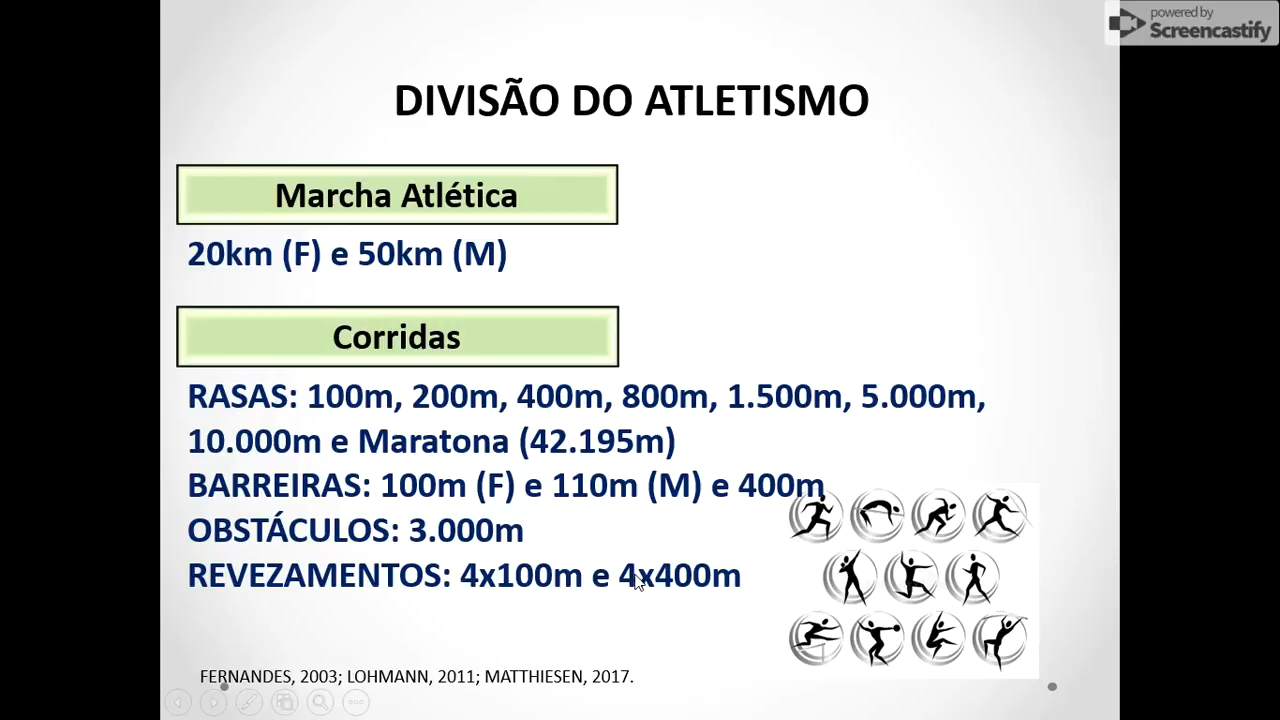 powered by
Screencastify
DIVISÃO DO ATLETISMO
Marcha Atlética
20km (F) e 50km (M)
Corridas
RASAS: 100m, 200m, 400m, 800m, 1.500m, 5.000m,
10.000m e Maratona (42.195m)
BARREIRAS: 100m (F) e 110m (M) e 400m
OBSTÁCULOS: 3.000m
REVEZAMENTOS: 4x100m e 4x400m
FERNANDES, 2003; LOHMANN, 2011; MATTHIESEN, 2017.